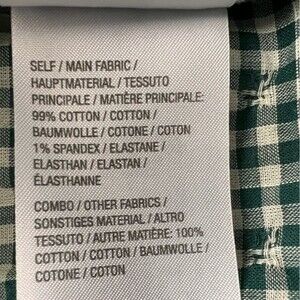 SELF / MAIN FABRIC /
HAUPTMATERIAL / TESSUTO
PRINCIPALE / MATIÈRE PRINCIPALE:
99% COTTON / COTTON /
BAUMWOLLE / COTONE / COTON
1% SPANDEX / ELASTANE /
ELASTHAN / ELASTAN /
ÉLASTHANNE
COMBO / OTHER FABRICS /
SONSTIGES MATERIAL / ALTRO
TESSUTO / AUTRE MATIÈRE: 100%
COTTON / COTTON / BAUMWOLLE /
COTONE / COTON